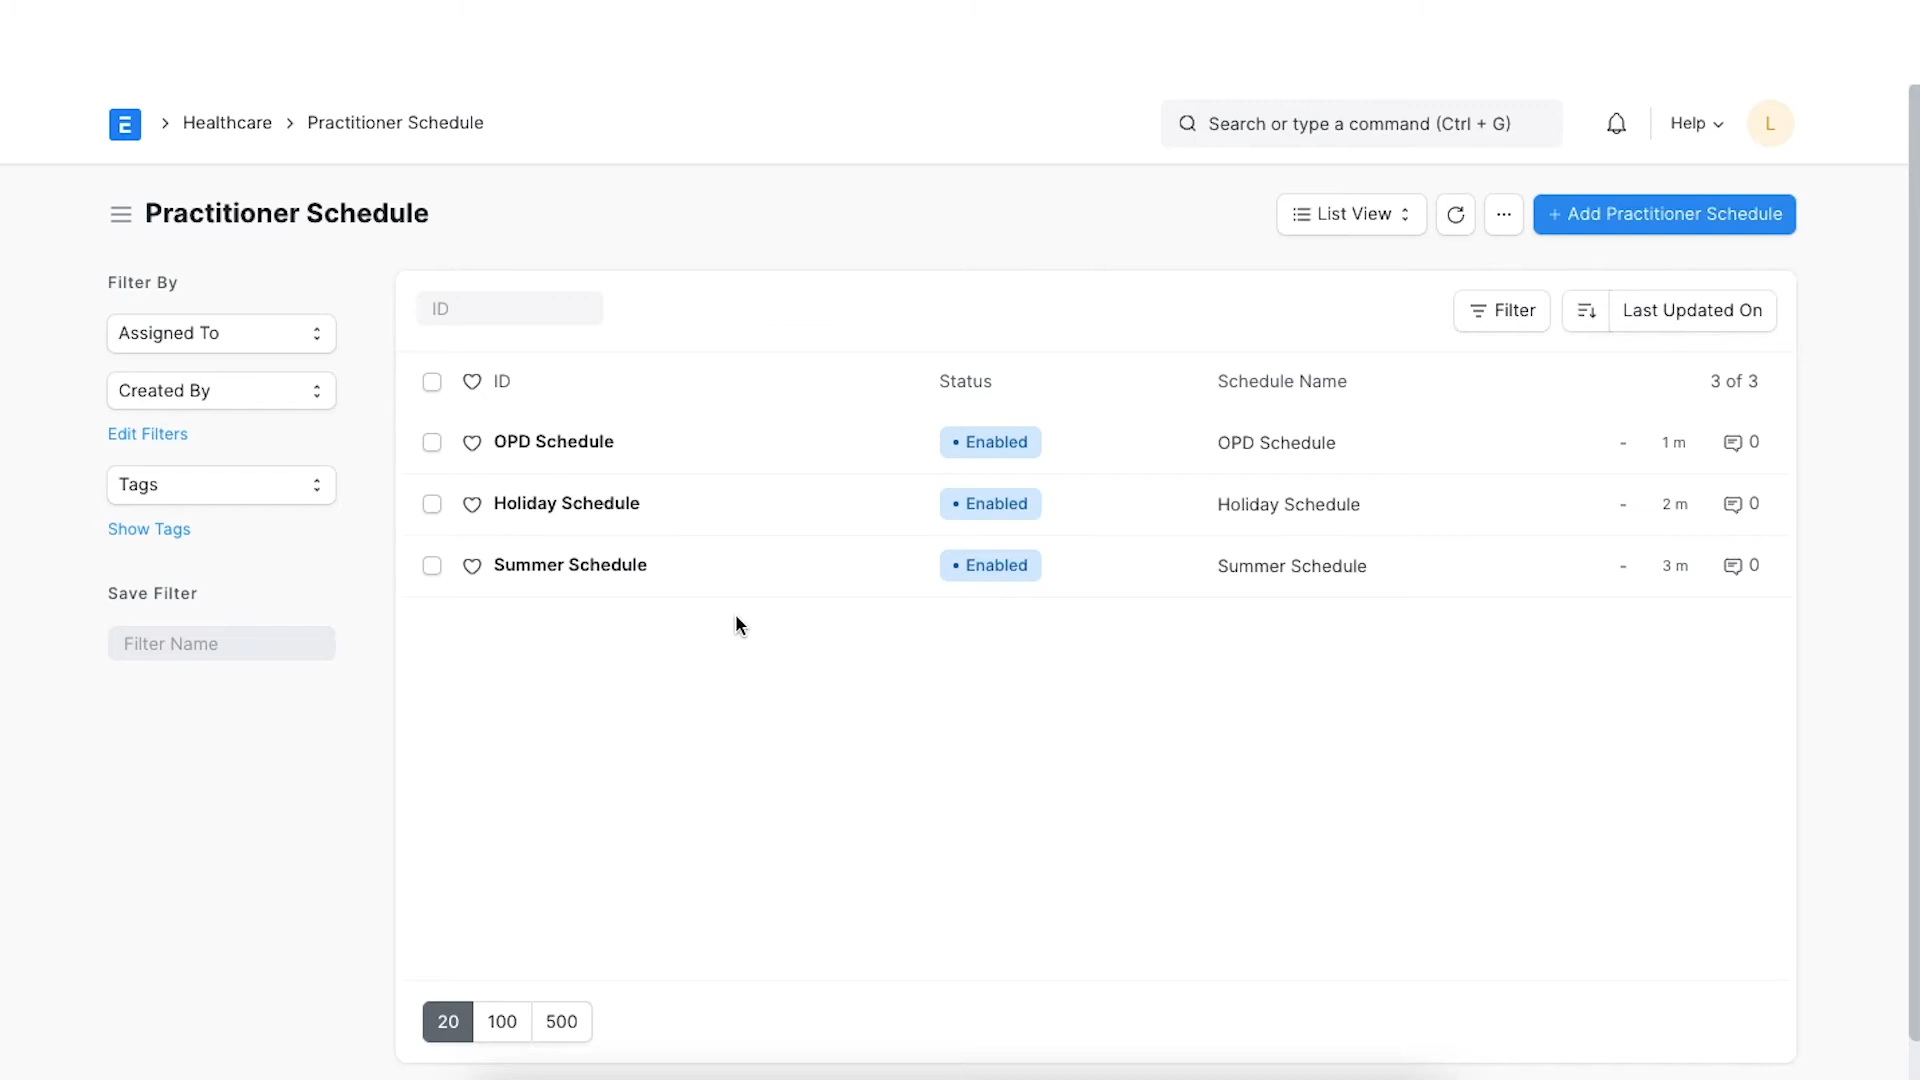 E Healthcare Practitioner Schedule Search or type a command (Ctrl + G) Help L
Practitioner Schedule List View ... + Add Practitioner Schedule
Filter By
Assigned To
Created By
Edit Filters
Tags
Show Tags
Save Filter
Filter Name
ID Filter Last Updated On
ID Status Schedule Name 3 of 3
OPD Schedule • Enabled OPD Schedule - 1 m 0
Holiday Schedule • Enabled Holiday Schedule - 2 m 0
Summer Schedule • Enabled Summer Schedule - 3 m 0
20 100 500